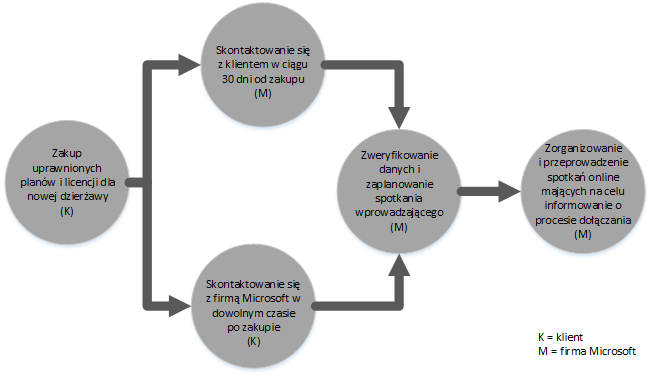 Zakup
uprawnionych
planów i licencji dla
nowej dzierżawy
(K)
Skontaktowanie się
z klientem w ciągu
30 dni od zakupu
(M)
Skontaktowanie się
z firmą Microsoft w
dowolnym czasie
po zakupie
(K)
Zweryfikowanie
danych i
zaplanowanie
spotkania
wprowadzającego
(M)
Zorganizowanie
i przeprowadzenie
spotkań online
mających na celu
informowanie o
procesie dołączania
(M)
K = klient
M = firma Microsoft